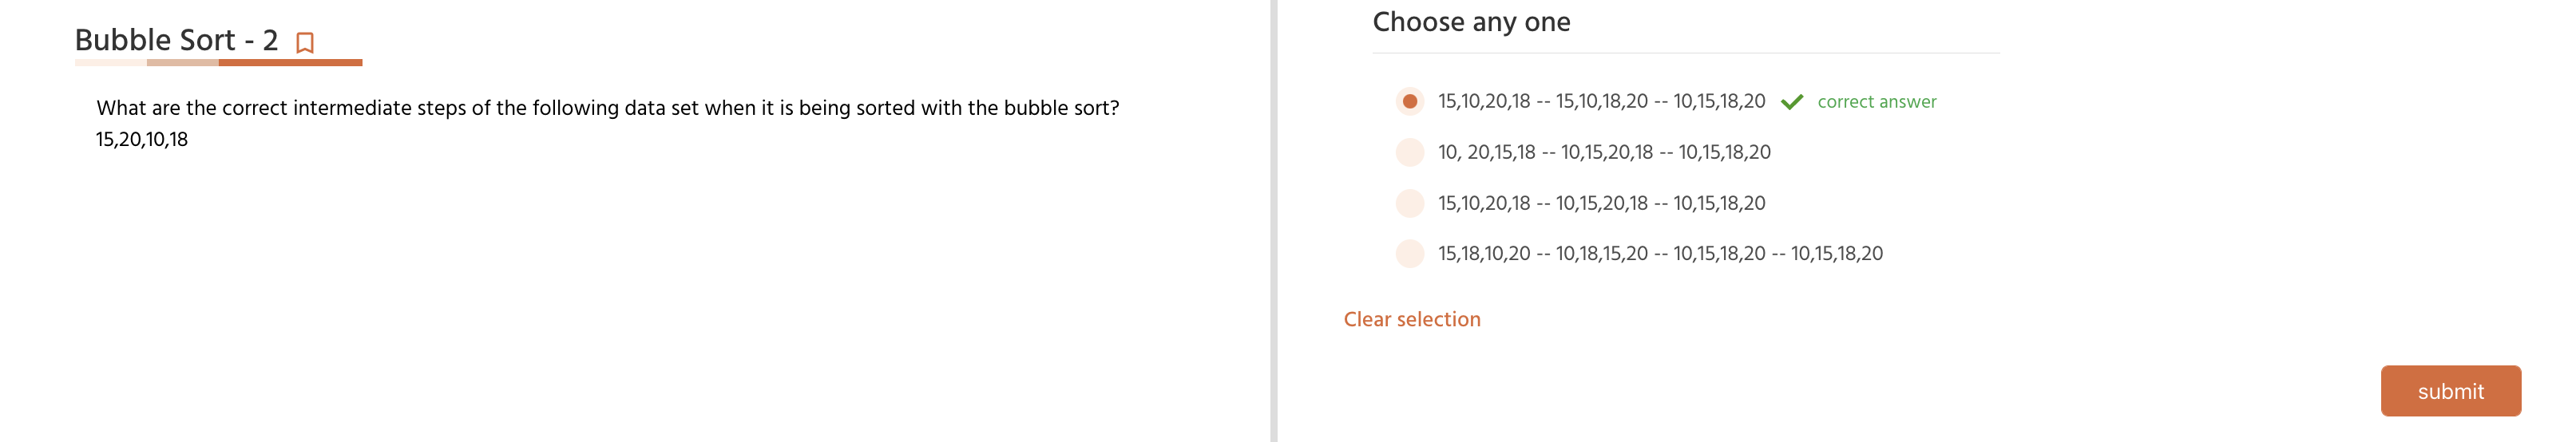 Bubble Sort - 2
What are the correct intermediate steps of the following data set when it is being sorted with the bubble sort?
15,20,10,18
Choose any one
15,10,20,18 -- 15,10,18,20 -- 10,15,18,20 correct answer
10, 20,15,18 -- 10,15,20,18 -- 10,15,18,20
15,10,20,18 -- 10,15,20,18 -- 10,15,18,20
15,18,10,20 -- 10,18,15,20 -- 10,15,18,20 -- 10,15,18,20
Clear selection
submit